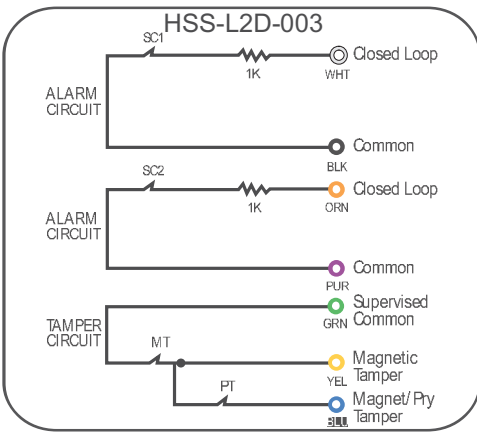 HSS-L2D-003
SC1
1K
WHT
Closed Loop
ALARM
CIRCUIT
Common
BLK
SC2
1K
ORN
Closed Loop
ALARM
CIRCUIT
Common
PUR
Supervised
Common
GRN
TAMPER
CIRCUIT
MT
Magnetic
Tamper
YEL
PT
Magnet/Pry
Tamper
BLU